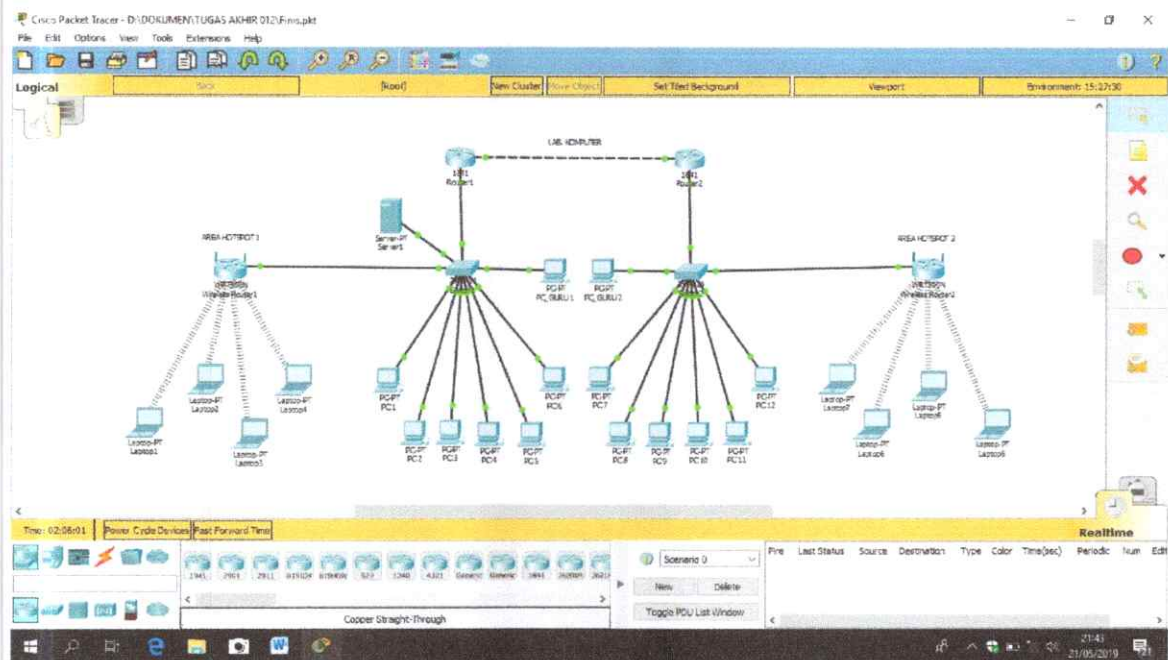 Cisco Packet Tracer - D:\DOKUMEN\TUGAS AKHIR 012\Finis.pkt
File Edit Options View Tools Extensions Help
Logical
Back
[Root]
New Cluster
Move Object
Set Tiled Background
Viewport
Environment: 15:27:30
LAB. KOMPUTER
1841
Router1
1841
Router2
Server-PT
Server1
AREA HOTSPOT 1
AREA HOTSPOT 2
WRT300N
Wireless Router1
PC-PT
PC_GURU 1
PC-PT
PC_GURU 2
WRT300N
Wireless Router2
Laptop-PT
Laptop2
Laptop-PT
Laptop4
PC-PT
PC1
PC-PT
PC6
PC-PT
PC7
PC-PT
PC12
Laptop-PT
Laptop7
Laptop-PT
Laptop8
Laptop-PT
Laptop1
Laptop-PT
Laptop3
PC-PT
PC2
PC-PT
PC3
PC-PT
PC4
PC-PT
PC5
PC-PT
PC8
PC-PT
PC9
PC-PT
PC10
PC-PT
PC11
Laptop-PT
Laptop6
Laptop-PT
Time: 02:06:01
Power Cycle Devices
Fast Forward Time
Realtime
1941 2901 2911 819 1240 4321 Generic Generic 1841
Scenario 0
New
Delete
Toggle PDU List Window
Fire Last Status Source Destination Type Color Time(sec) Periodic Num Edit
Copper Straight-Through
21:43
21/05/2019